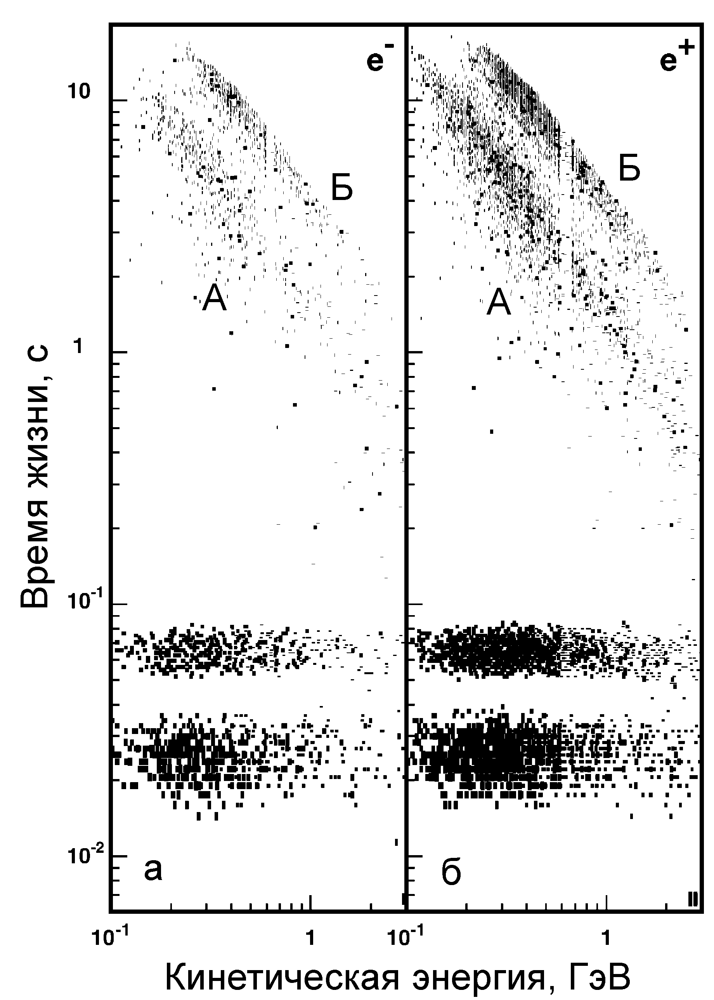 e- e+
10
Б Б
А А
1
Время жизни, с
10-1
10-2
а б
10-1 1 10-1 1
Кинетическая энергия, ГэВ